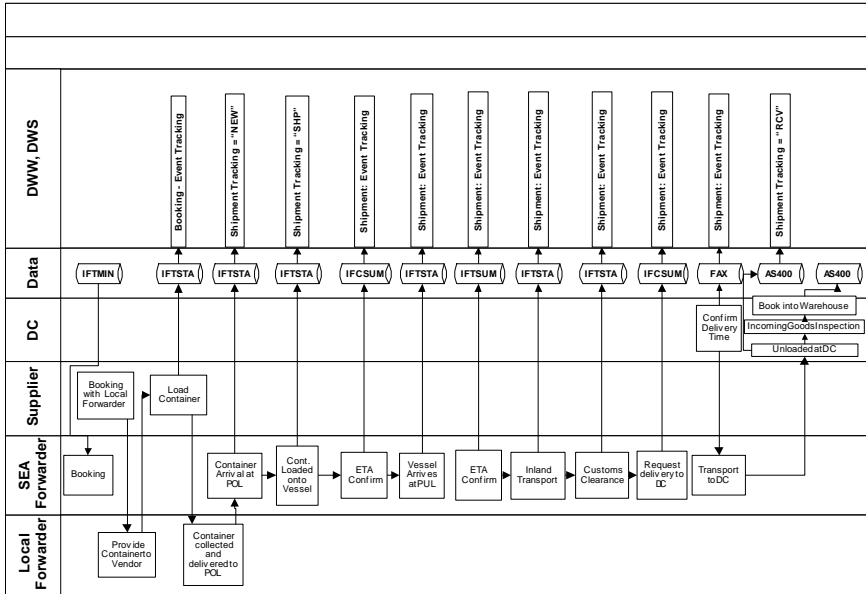 DWW, DWS
Booking - Event Tracking
Shipment Tracking = "NEW"
Shipment Tracking = "SHP"
Shipment: Event Tracking
Shipment: Event Tracking
Shipment: Event Tracking
Shipment: Event Tracking
Shipment: Event Tracking
Shipment: Event Tracking
Shipment: Event Tracking
Shipment Tracking = "RCV"
Data
IFTMIN
IFTSTA
IFTSTA
IFTSTA
IFCSUM
IFTSTA
IFTSUM
IFTSTA
IFTSTA
IFCSUM
FAX
AS400
AS400
DC
Confirm
Delivery
Time
Book into Warehouse
IncomingGoodsInspection
UnloadedatDC
Supplier
Booking
with Local
Forwarder
Load
Container
SEA
Forwarder
Booking
Container
Arrival at
POL
Cont.
Loaded
onto
Vessel
ETA
Confirm
Vessel
Arrives
atPUL
ETA
Confirm
Inland
Transport
Customs
Clearance
Request
delivery to
DC
Transport
toDC
Local
Forwarder
Provide
Containerto
Vendor
Container
collected
and
deliveredto
POL